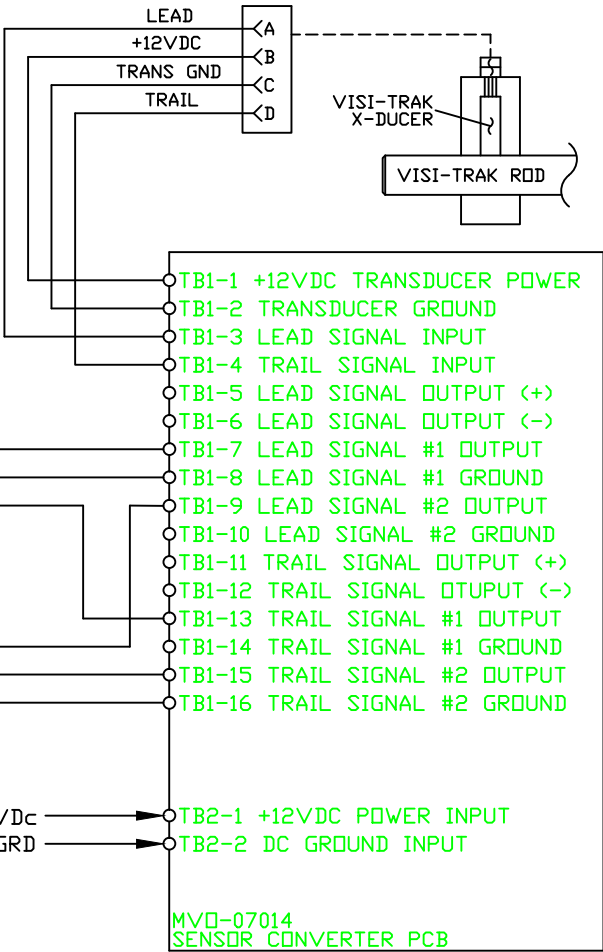 LEAD
+12VDC
TRANS GND
TRAIL
A
B
C
D
VISI-TRAK
X-DUCER
VISI-TRAK ROD
TB1-1 +12VDC TRANSDUCER POWER
TB1-2 TRANSDUCER GROUND
TB1-3 LEAD SIGNAL INPUT
TB1-4 TRAIL SIGNAL INPUT
TB1-5 LEAD SIGNAL OUTPUT (+)
TB1-6 LEAD SIGNAL OUTPUT (-)
TB1-7 LEAD SIGNAL #1 OUTPUT
TB1-8 LEAD SIGNAL #1 GROUND
TB1-9 LEAD SIGNAL #2 OUTPUT
TB1-10 LEAD SIGNAL #2 GROUND
TB1-11 TRAIL SIGNAL OUTPUT (+)
TB1-12 TRAIL SIGNAL OTUPUT (-)
TB1-13 TRAIL SIGNAL #1 OUTPUT
TB1-14 TRAIL SIGNAL #1 GROUND
TB1-15 TRAIL SIGNAL #2 OUTPUT
TB1-16 TRAIL SIGNAL #2 GROUND
VDc TB2-1 +12VDC POWER INPUT
GRD TB2-2 DC GROUND INPUT
MVO-07014
SENSOR CONVERTER PCB